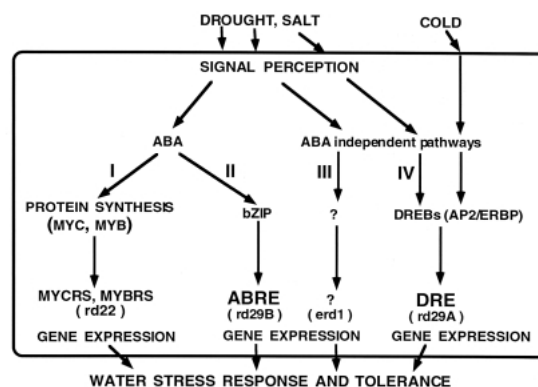 DROUGHT, SALT COLD
SIGNAL PERCEPTION
ABA ABA independent pathways
I II III IV
PROTEIN SYNTHESIS bZIP ? DREBs (AP2/ERBP)
(MYC, MYB)
MYCRS, MYBRS ABRE ? DRE
(rd22) (rd29B) (erd1) (rd29A)
GENE EXPRESSION GENE EXPRESSION GENE EXPRESSION
WATER STRESS RESPONSE AND TOLERANCE